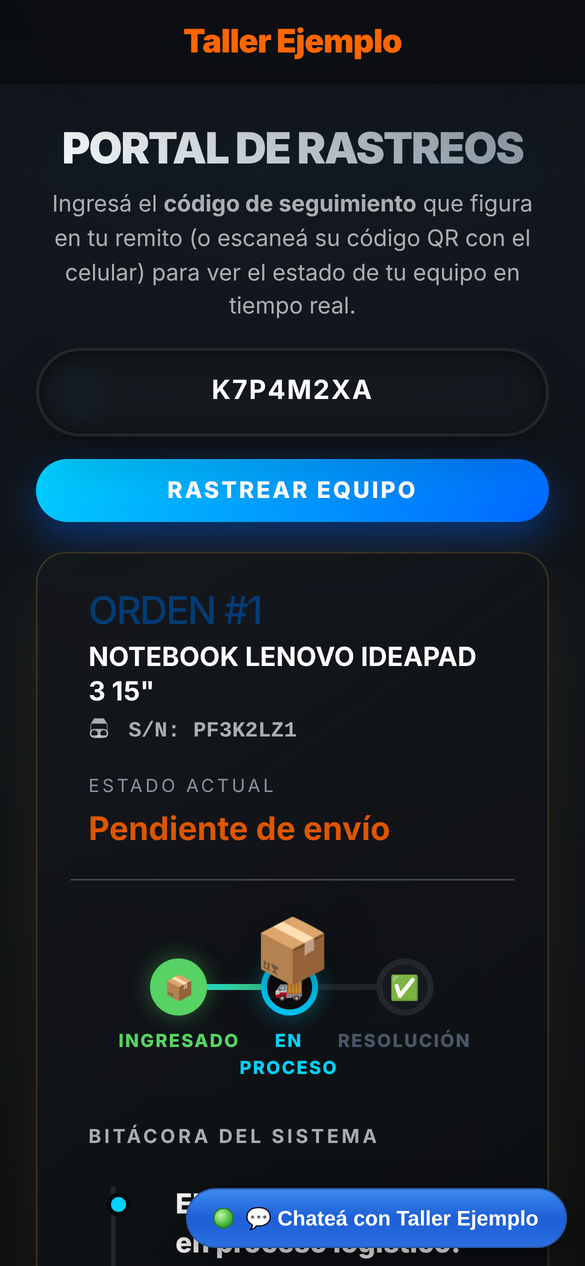 Taller Ejemplo
PORTAL DE RASTREOS
Ingresá el código de seguimiento que figura
en tu remito (o escaneá su código QR con el
celular) para ver el estado de tu equipo en
tiempo real.
K7P4M2XA
RASTREAR EQUIPO
ORDEN #1
NOTEBOOK LENOVO IDEAPAD
3 15"
S/N: PF3K2LZ1
ESTADO ACTUAL
Pendiente de envío
INGRESADO
EN
PROCESO
RESOLUCIÓN
BITÁCORA DEL SISTEMA
en proceso logístico.
💬 Chateá con Taller Ejemplo